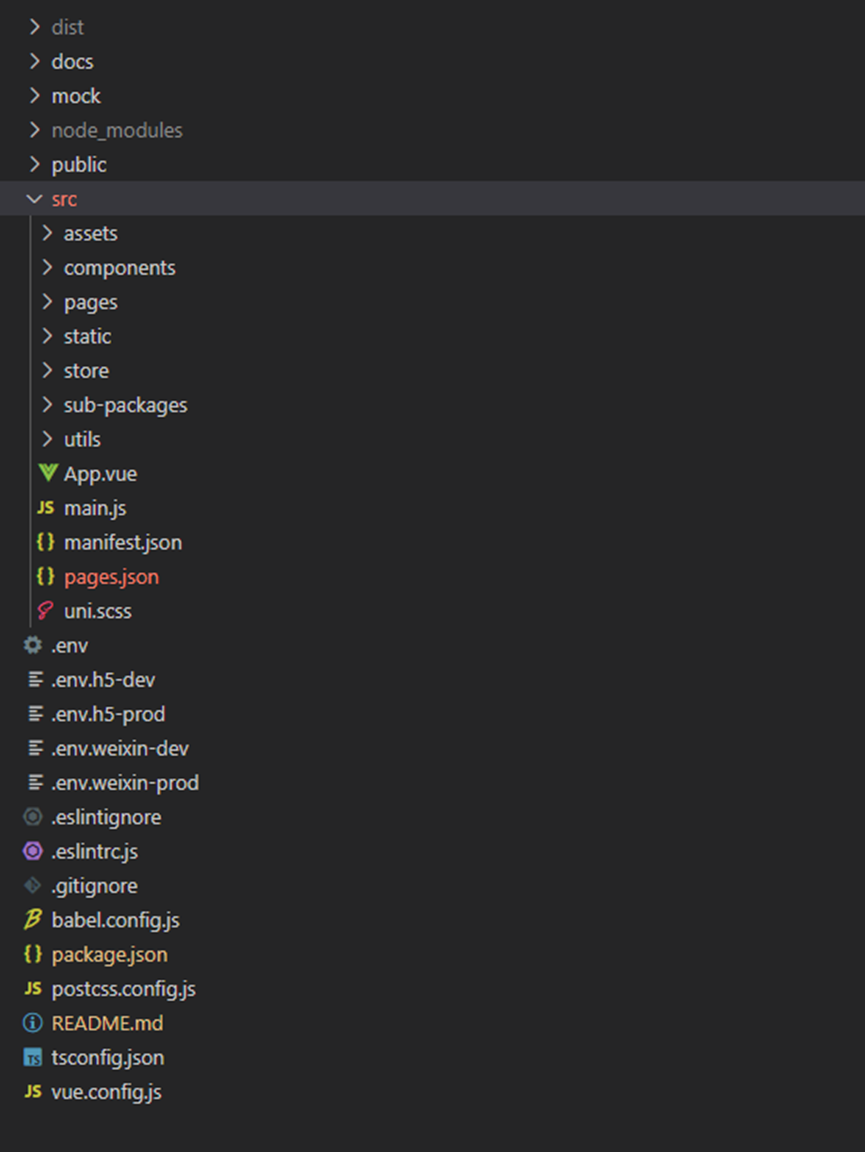 dist
docs
mock
node_modules
public
src
assets
components
pages
static
store
sub-packages
utils
App.vue
JS main.js
{} manifest.json
{} pages.json
uni.scss
.env
.env.h5-dev
.env.h5-prod
.env.weixin-dev
.env.weixin-prod
.eslintignore
.eslintrc.js
.gitignore
babel.config.js
{} package.json
JS postcss.config.js
README.md
TS tsconfig.json
JS vue.config.js